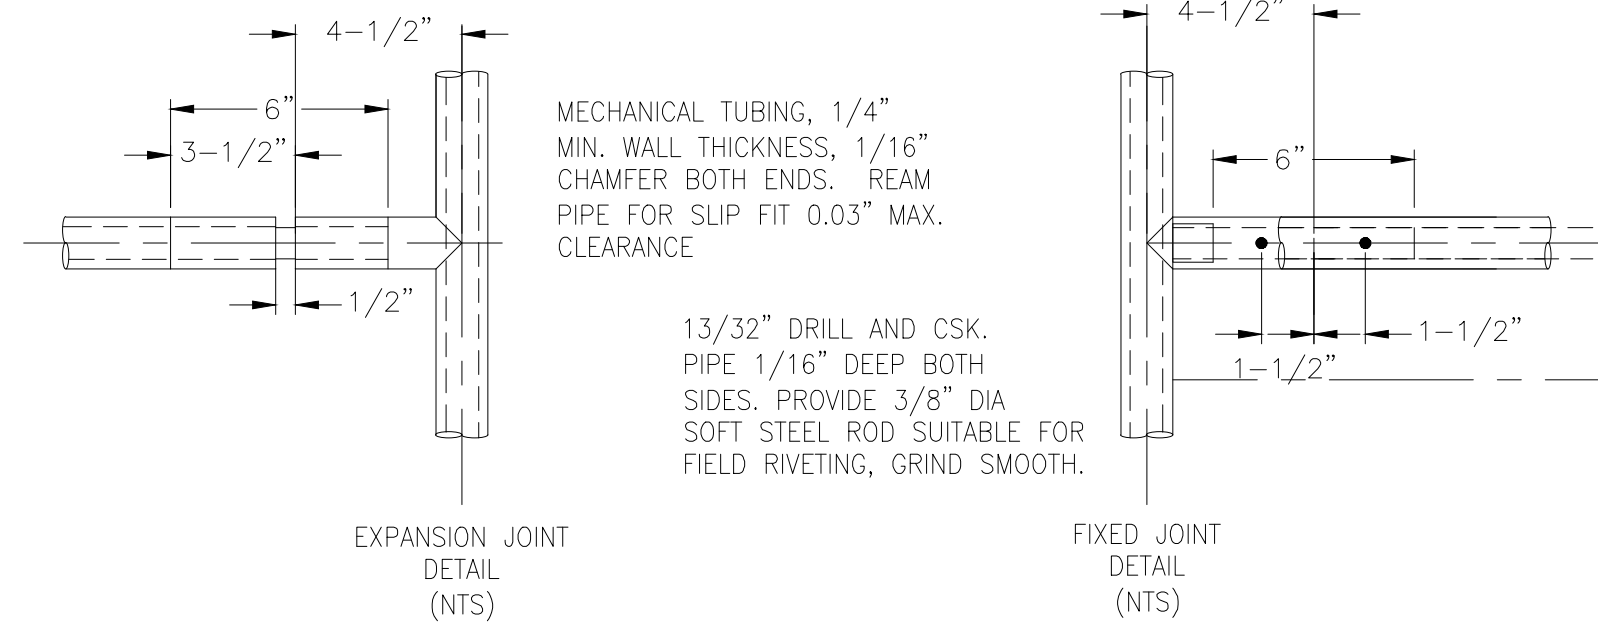 4-1/2”
6”
3-1/2”
1/2”
MECHANICAL TUBING, 1/4”
MIN. WALL THICKNESS, 1/16”
CHAMFER BOTH ENDS. REAM
PIPE FOR SLIP FIT 0.03” MAX.
CLEARANCE
13/32” DRILL AND CSK.
PIPE 1/16” DEEP BOTH
SIDES. PROVIDE 3/8” DIA
SOFT STEEL ROD SUITABLE FOR
FIELD RIVETING, GRIND SMOOTH.
EXPANSION JOINT
DETAIL
(NTS)
4-1/2”
6”
1-1/2”
1-1/2”
FIXED JOINT
DETAIL
(NTS)